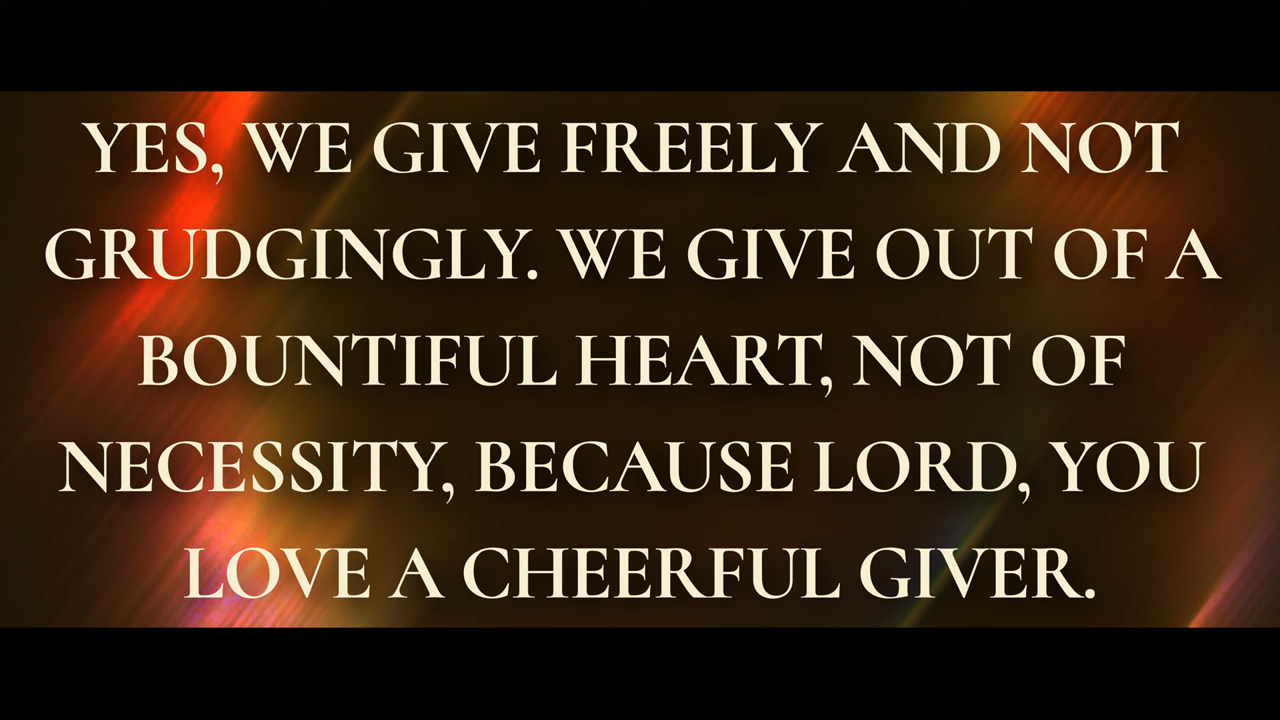 YES, WE GIVE FREELY AND NOT
GRUDGINGLY. WE GIVE OUT OF A
BOUNTIFUL HEART, NOT OF
NECESSITY, BECAUSE LORD, YOU
LOVE A CHEERFUL GIVER.